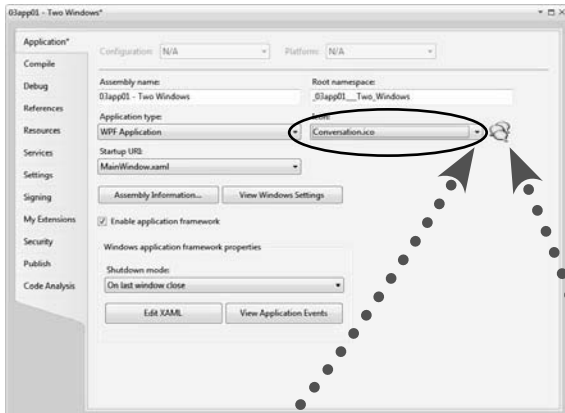 03app01 - Two Windows*
Application*
Compile
Debug
References
Resources
Services
Settings
Signing
My Extensions
Security
Publish
Code Analysis
Configuration: N/A Platform: N/A
Assembly name: Root namespace:
03app01 - Two Windows _03app01___Two_Windows
Application type: Icon:
WPF Application Conversation.ico
Startup URI:
MainWindow.xaml
Assembly Information... View Windows Settings
Enable application framework
Windows application framework properties
Shutdown mode:
On last window close
Edit XAML View Application Events